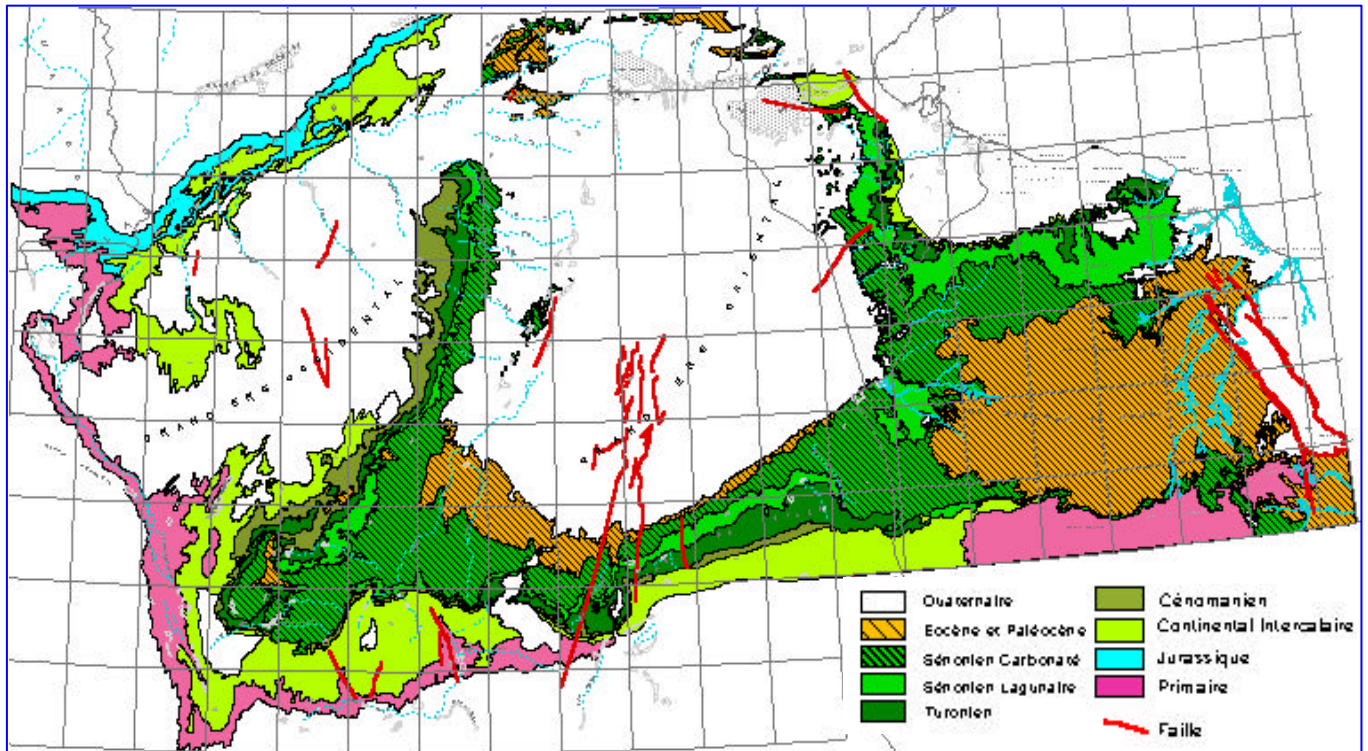 GRAND ERG OCCIDENTAL
GRAND ERG ORIENTAL
Quaternaire
Eocène et Paléocène
Sénonien Carbonaté
Sénonien Lagunaire
Turonien
Cénomanien
Continental Intercalaire
Jurassique
Primaire
Faille